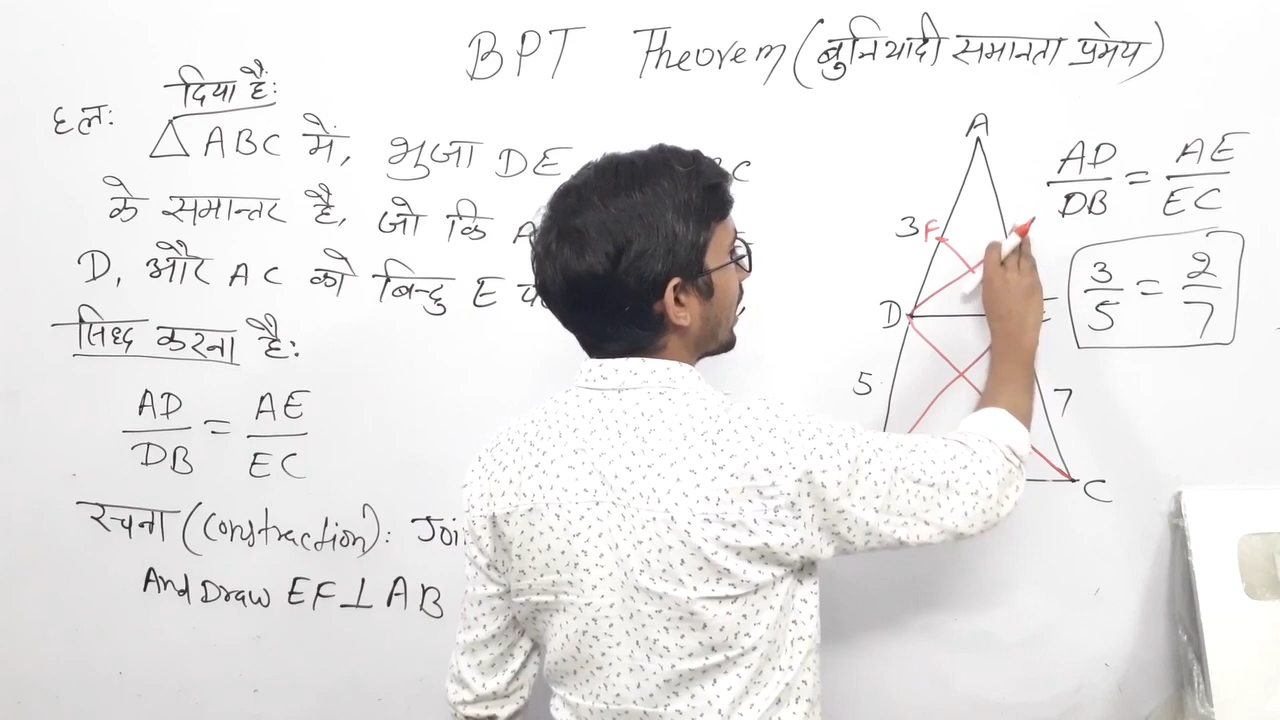 BPT Theorem (बुनियादी समानता प्रमेय)
दिया है:
हल:
△ABC में, भुजा DE
के समान्तर है, जो कि A
D, और AC को बिन्दु E
सिध्द करना है:
AD/DB = AE/EC
रचना (Constraction): Joi
And Draw EF⊥AB
A
AD/DB = AE/EC
3 F
3/5 = 2/7
D
5
7
C